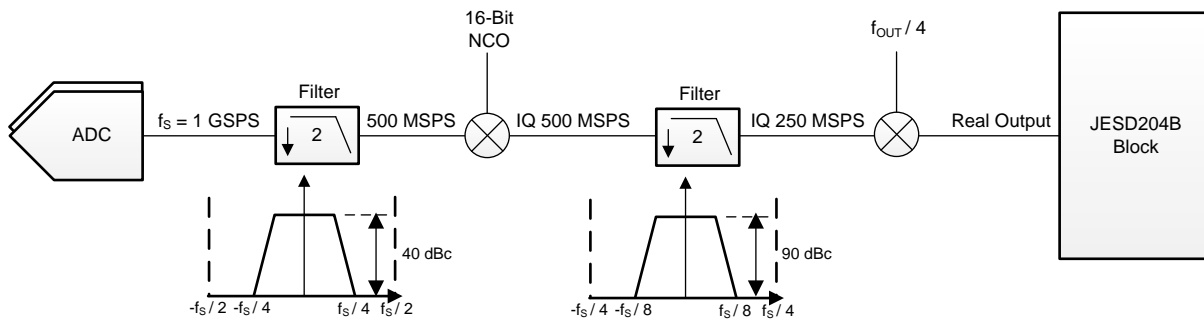 16-Bit
NCO
f_OUT / 4
Filter
Filter
ADC
f_S = 1 GSPS
2
500 MSPS
IQ 500 MSPS
2
IQ 250 MSPS
Real Output
JESD204B
Block
40 dBc
90 dBc
-f_S / 2
-f_S / 4
f_S / 4
f_S / 2
-f_S / 4
-f_S / 8
f_S / 8
f_S / 4